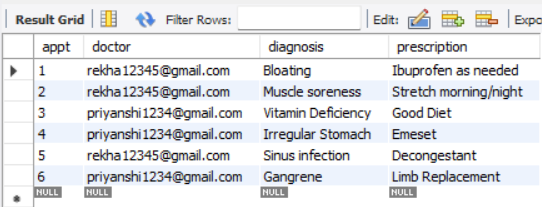 Result Grid Filter Rows: Edit: Expo
appt doctor diagnosis prescription
1 rekha12345@gmail.com Bloating Ibuprofen as needed
2 rekha12345@gmail.com Muscle soreness Stretch morning/night
3 priyanshi1234@gmail.com Vitamin Deficiency Good Diet
4 priyanshi1234@gmail.com Irregular Stomach Emeset
5 rekha12345@gmail.com Sinus infection Decongestant
6 priyanshi1234@gmail.com Gangrene Limb Replacement
NULL NULL NULL NULL